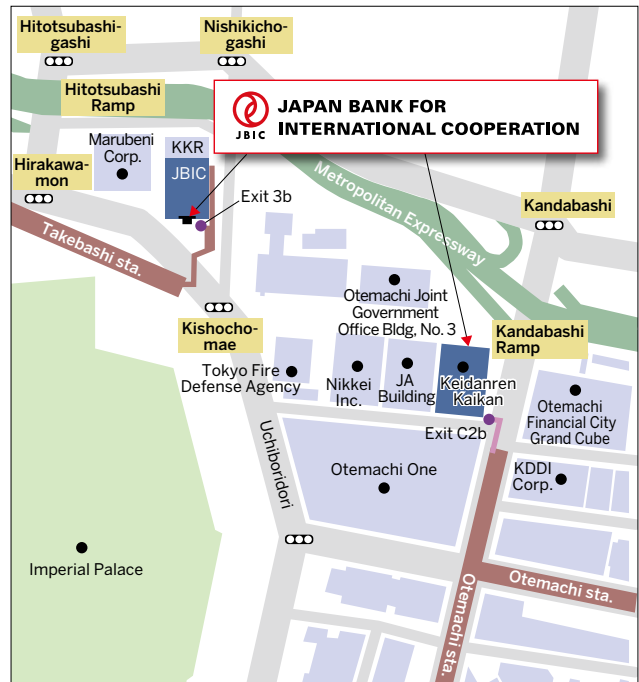 Hitotsubashi-
gashi
Nishikicho-
gashi
Hitotsubashi
Ramp
JBIC
JAPAN BANK FOR
INTERNATIONAL COOPERATION
Marubeni
Corp.
KKR
JBIC
Hirakawa-
mon
Exit 3b
Kandabashi
Takebashi sta.
Metropolitan Expressway
Kishocho-
mae
Otemachi Joint
Government
Office Bldg, No. 3
Kandabashi
Ramp
Tokyo Fire
Defense Agency
Nikkei
Inc.
JA
Building
Keidanren
Kaikan
Otemachi
Financial City
Grand Cube
Exit C2b
Uchiboridori
Otemachi One
KDDI
Corp.
Imperial Palace
Otemachi sta.
Otemachi sta.